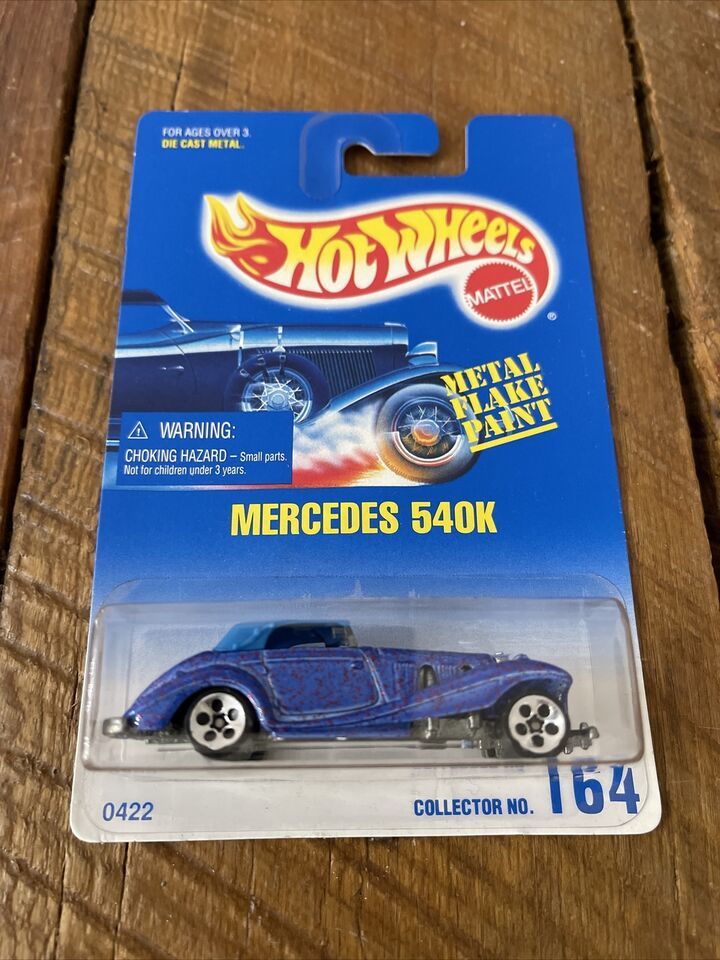 FOR AGES OVER 3.
DIE CAST METAL.
HOT WHEELS
MATTEL
®
METAL
FLAKE
PAINT
⚠ WARNING:
CHOKING HAZARD – Small parts.
Not for children under 3 years.
MERCEDES 540K
0422
COLLECTOR NO. 164